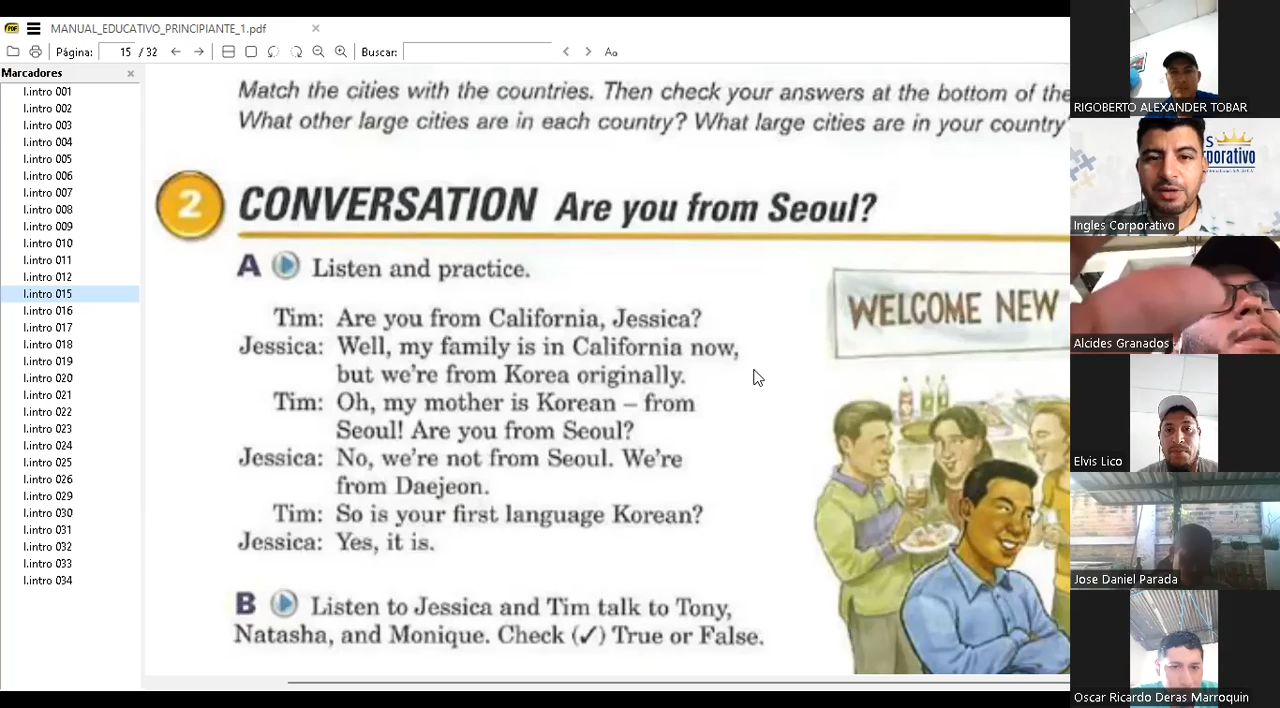 MANUAL_EDUCATIVO_PRINCIPIANTE_1.pdf
Página: 15 / 32 Buscar: Aa
Marcadores
I.intro 001
I.intro 002
I.intro 003
I.intro 004
I.intro 005
I.intro 006
I.intro 007
I.intro 008
I.intro 009
I.intro 010
I.intro 011
I.intro 012
I.intro 015
I.intro 016
I.intro 017
I.intro 018
I.intro 019
I.intro 020
I.intro 021
I.intro 022
I.intro 023
I.intro 024
I.intro 025
I.intro 026
I.intro 029
I.intro 030
I.intro 031
I.intro 032
I.intro 033
I.intro 034
Match the cities with the countries. Then check your answers at the bottom of the
What other large cities are in each country? What large cities are in your country
2 CONVERSATION Are you from Seoul?
A Listen and practice.
Tim: Are you from California, Jessica?
Jessica: Well, my family is in California now,
but we're from Korea originally.
Tim: Oh, my mother is Korean – from
Seoul! Are you from Seoul?
Jessica: No, we're not from Seoul. We're
from Daejeon.
Tim: So is your first language Korean?
Jessica: Yes, it is.
WELCOME NEW
B Listen to Jessica and Tim talk to Tony,
Natasha, and Monique. Check (✓) True or False.
RIGOBERTO ALEXANDER TOBAR
Ingles Corporativo
Alcides Granados
Elvis Lico
Jose Daniel Parada
Oscar Ricardo Deras Marroquin